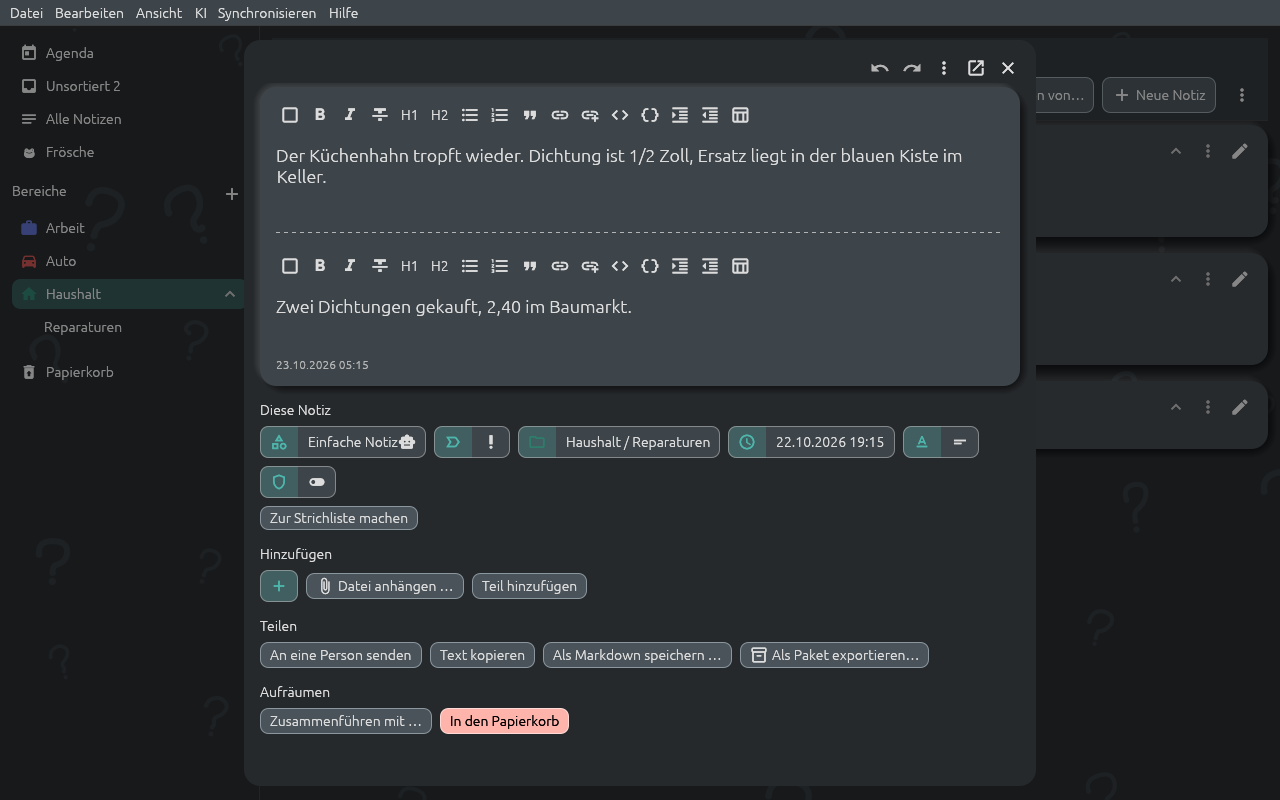 Datei Bearbeiten Ansicht KI Synchronisieren Hilfe
Agenda
Unsortiert 2
Alle Notizen
Frösche
Bereiche
Arbeit
Auto
Haushalt
Reparaturen
Papierkorb
n von…
Neue Notiz
B I H1 H2
Der Küchenhahn tropft wieder. Dichtung ist 1/2 Zoll, Ersatz liegt in der blauen Kiste im
Keller.
B I H1 H2
Zwei Dichtungen gekauft, 2,40 im Baumarkt.
23.10.2026 05:15
Diese Notiz
Einfache Notiz
Haushalt / Reparaturen
22.10.2026 19:15
Zur Strichliste machen
Hinzufügen
Datei anhängen …
Teil hinzufügen
Teilen
An eine Person senden
Text kopieren
Als Markdown speichern …
Als Paket exportieren…
Aufräumen
Zusammenführen mit …
In den Papierkorb